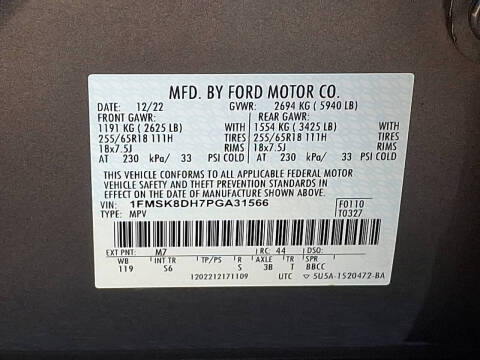 MFD. BY FORD MOTOR CO.
DATE: 12/22 GVWR: 2694 KG ( 5940 LB)
FRONT GAWR: REAR GAWR:
1191 KG ( 2625 LB) WITH 1554 KG ( 3425 LB) WITH
255/65R18 111H TIRES 255/65R18 111H TIRES
18x7.5J RIMS 18x7.5J RIMS
AT 230 kPa/ 33 PSI COLD AT 230 kPa/ 33 PSI COLD
THIS VEHICLE CONFORMS TO ALL APPLICABLE FEDERAL MOTOR
VEHICLE SAFETY AND THEFT PREVENTION STANDARDS IN
EFFECT ON THE DATE OF MANUFACTURE SHOWN ABOVE.
VIN: 1FMSK8DH7PGA31566 F0110
TYPE: MPV T0327
EXT PNT: M7 RC: 44 DSO:
WB INT TR TP/PS R AXLE TR SPR
119 S6 S 3B T BBCC
1202212171109 UTC 5U5A-1520472-BA